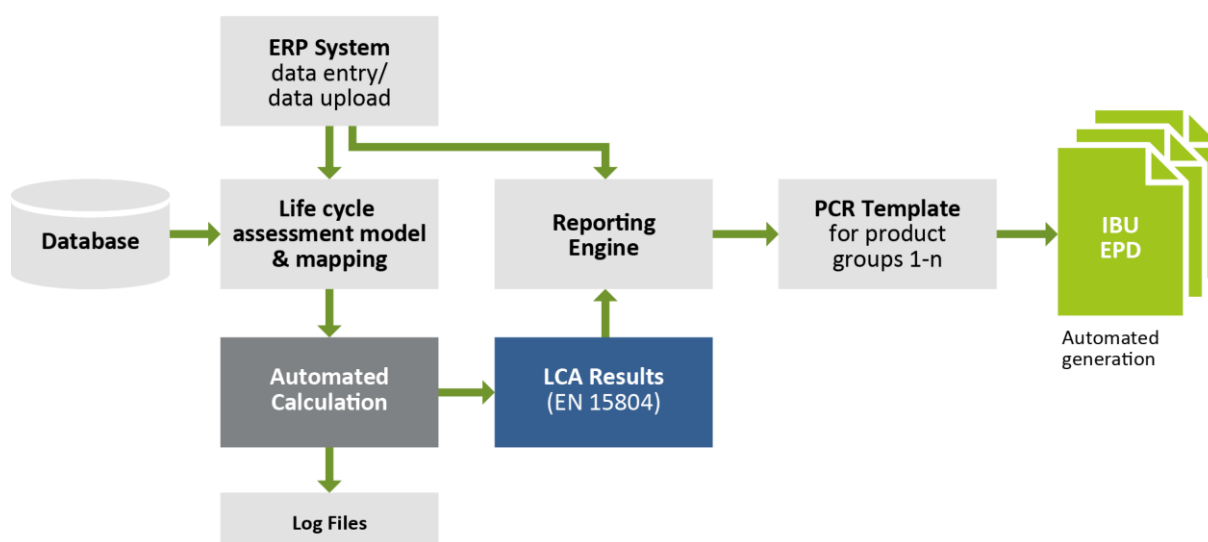 ERP System
data entry/
data upload
Database
Life cycle
assessment model
& mapping
Reporting
Engine
PCR Template
for product
groups 1-n
IBU
EPD
Automated
generation
Automated
Calculation
LCA Results
(EN 15804)
Log Files